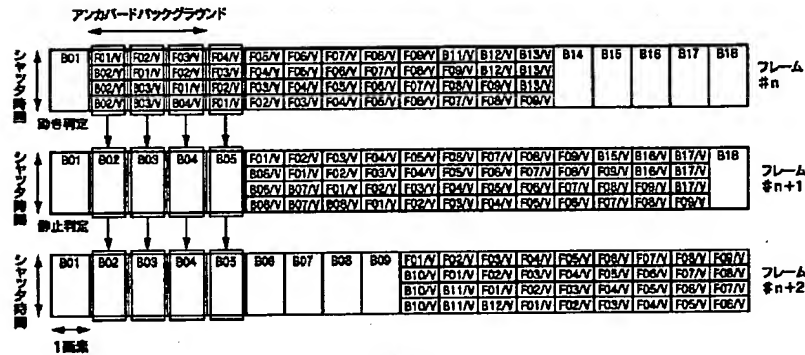 アンカバードバックグラウンド
シャッタ時間
B01 F01/V F02/V F03/V F04/V F05/V F06/V F07/V F08/V F09/V B11/V B12/V B13/V B14 B15 B16 B17 B18
B02/V F01/V F02/V F03/V F04/V F05/V F06/V F07/V F08/V F09/V B12/V B13/V
B02/V B03/V F01/V F02/V F03/V F04/V F05/V F06/V F07/V F08/V F09/V B13/V
B02/V B03/V B04/V F01/V F02/V F03/V F04/V F05/V F06/V F07/V F08/V F09/V
フレーム
#n
動き判定
シャッタ時間
B01 B02 B03 B04 B05 F01/V F02/V F03/V F04/V F05/V F06/V F07/V F08/V F09/V B15/V B16/V B17/V B18
B06/V F01/V F02/V F03/V F04/V F05/V F06/V F07/V F08/V F09/V B16/V B17/V
B06/V B07/V F01/V F02/V F03/V F04/V F05/V F06/V F07/V F08/V F09/V B17/V
B06/V B07/V B08/V F01/V F02/V F03/V F04/V F05/V F06/V F07/V F08/V F09/V
フレーム
#n+1
静止判定
シャッタ時間
B01 B02 B03 B04 B05 B06 B07 B08 B09 F01/V F02/V F03/V F04/V F05/V F06/V F07/V F08/V F09/V
B10/V F01/V F02/V F03/V F04/V F05/V F06/V F07/V F08/V
B10/V B11/V F01/V F02/V F03/V F04/V F05/V F06/V F07/V
B10/V B11/V B12/V F01/V F02/V F03/V F04/V F05/V F06/V
フレーム
#n+2
1画素